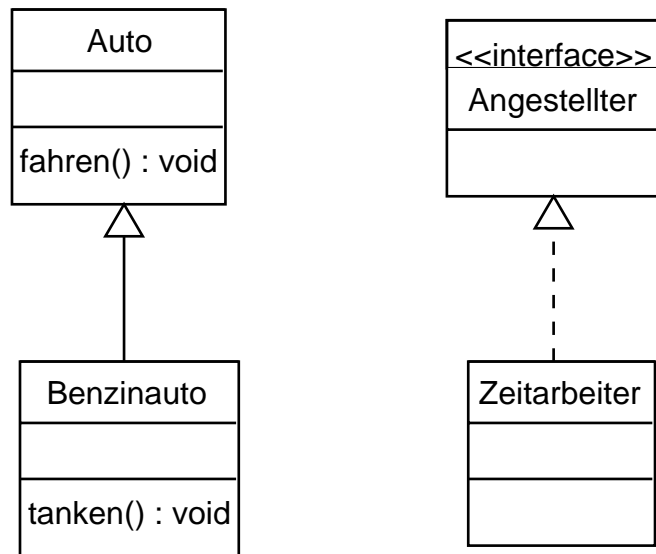 Auto
fahren() : void
Benzinauto
tanken() : void
<<interface>>
Angestellter
Zeitarbeiter